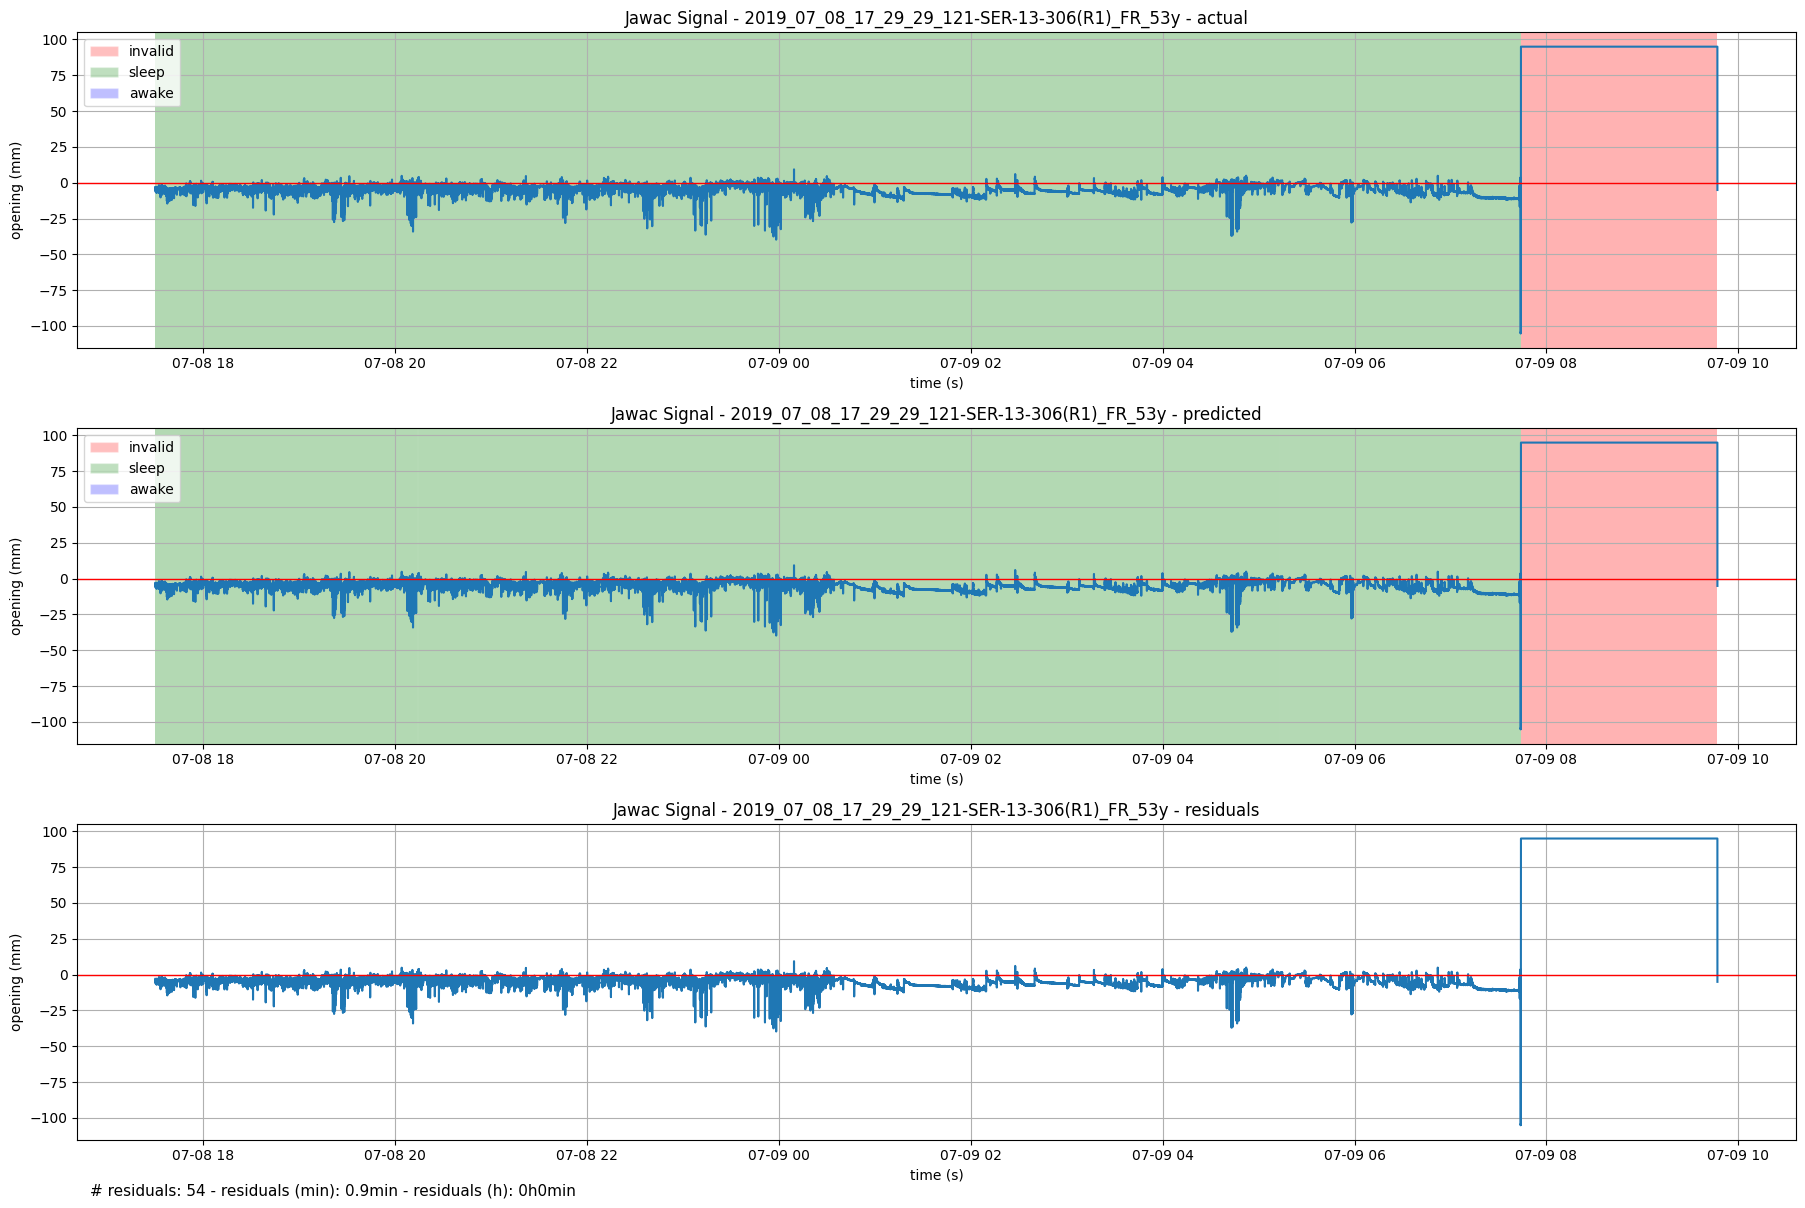 Jawac Signal - 2019_07_08_17_29_29_121-SER-13-306(R1)_FR_53y - actual
100
75
50
25
0
−25
−50
−75
−100
opening (mm)
invalid
sleep
awake
07-08 18 07-08 20 07-08 22 07-09 00 07-09 02 07-09 04 07-09 06 07-09 08 07-09 10
time (s)
Jawac Signal - 2019_07_08_17_29_29_121-SER-13-306(R1)_FR_53y - predicted
100
75
50
25
0
−25
−50
−75
−100
opening (mm)
invalid
sleep
awake
07-08 18 07-08 20 07-08 22 07-09 00 07-09 02 07-09 04 07-09 06 07-09 08 07-09 10
time (s)
Jawac Signal - 2019_07_08_17_29_29_121-SER-13-306(R1)_FR_53y - residuals
100
75
50
25
0
−25
−50
−75
−100
opening (mm)
07-08 18 07-08 20 07-08 22 07-09 00 07-09 02 07-09 04 07-09 06 07-09 08 07-09 10
time (s)
# residuals: 54 - residuals (min): 0.9min - residuals (h): 0h0min